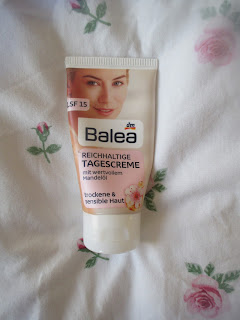 LSF 15
dm
Balea
REICHHALTIGE
TAGESCREME
mit wertvollem
Mandelöl
trockene &
sensible Haut